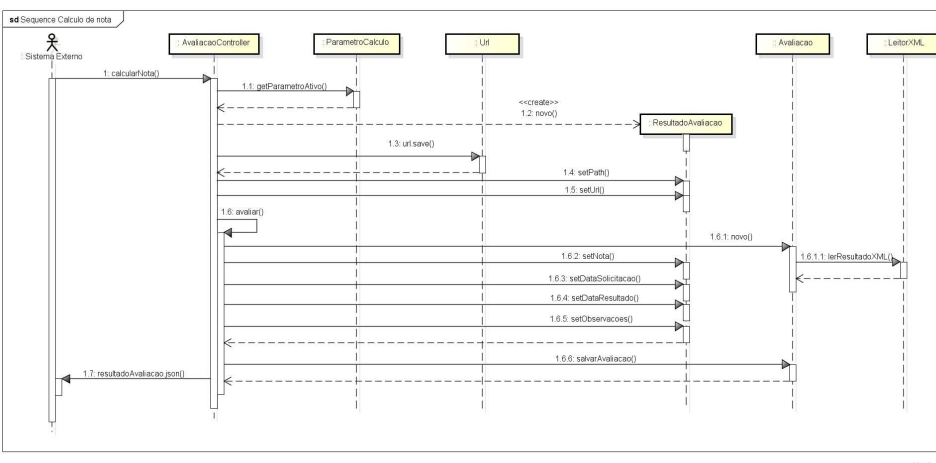 sd Sequence Calculo de nota
: Sistema Externo
: AvaliacaoController
: ParametroCalculo
: Url
: Avaliacao
: LeitorXML
1: calcularNota()
1.1: getParametroAtivo()
<<create>>
1.2: novo()
: ResultadoAvaliacao
1.3: url.save()
1.4: setPath()
1.5: setUrl()
1.6: avaliar()
1.6.1: novo()
1.6.2: setNota()
1.6.1.1: lerResultadoXML()
1.6.3: setDataSolicitacao()
1.6.4: setDataResultado()
1.6.5: setObservacoes()
1.6.6: salvarAvaliacao()
1.7: resultadoAvaliacao.json()